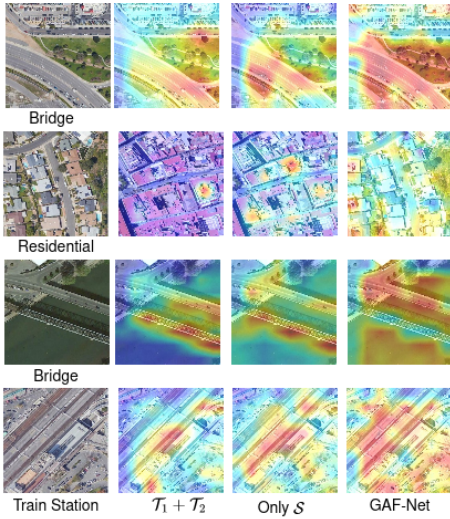 Bridge
Residential
Bridge
Train Station
𝒯₁ + 𝒯₂
Only 𝒮
GAF-Net